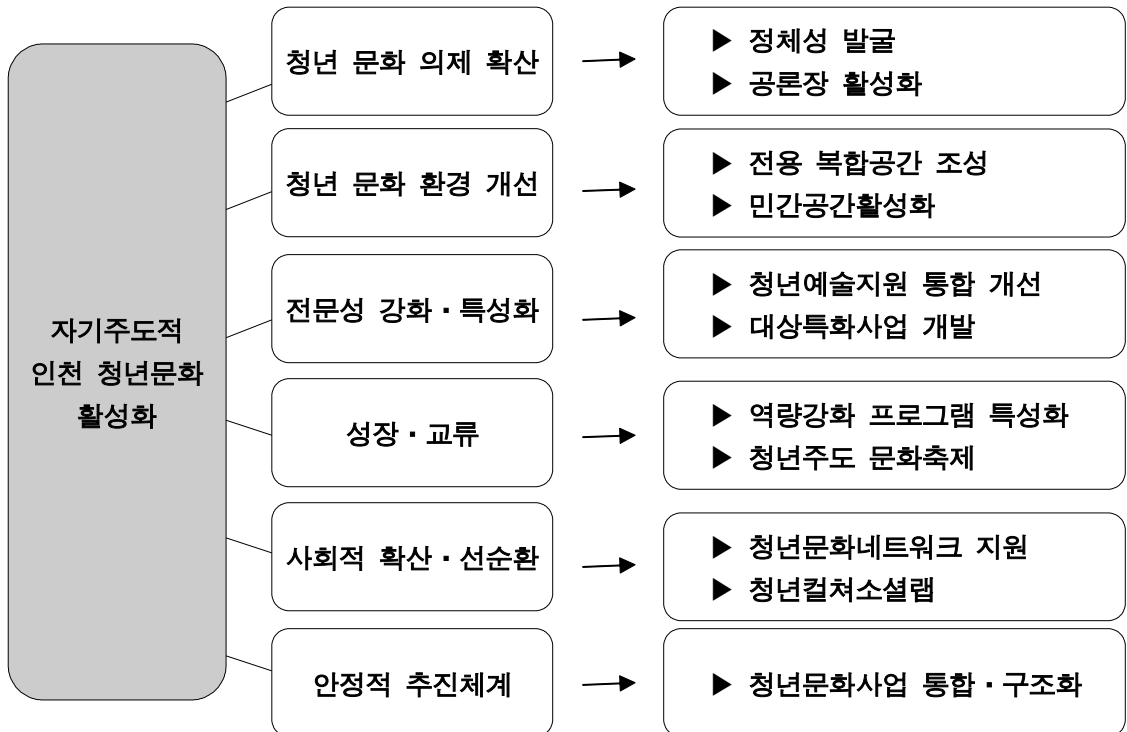 자기주도적
인천 청년문화
활성화
청년 문화 의제 확산
▶ 정체성 발굴
▶ 공론장 활성화
청년 문화 환경 개선
▶ 전용 복합공간 조성
▶ 민간공간활성화
전문성 강화·특성화
▶ 청년예술지원 통합 개선
▶ 대상특화사업 개발
성장·교류
▶ 역량강화 프로그램 특성화
▶ 청년주도 문화축제
사회적 확산·선순환
▶ 청년문화네트워크 지원
▶ 청년컬쳐소셜랩
안정적 추진체계
▶ 청년문화사업 통합·구조화